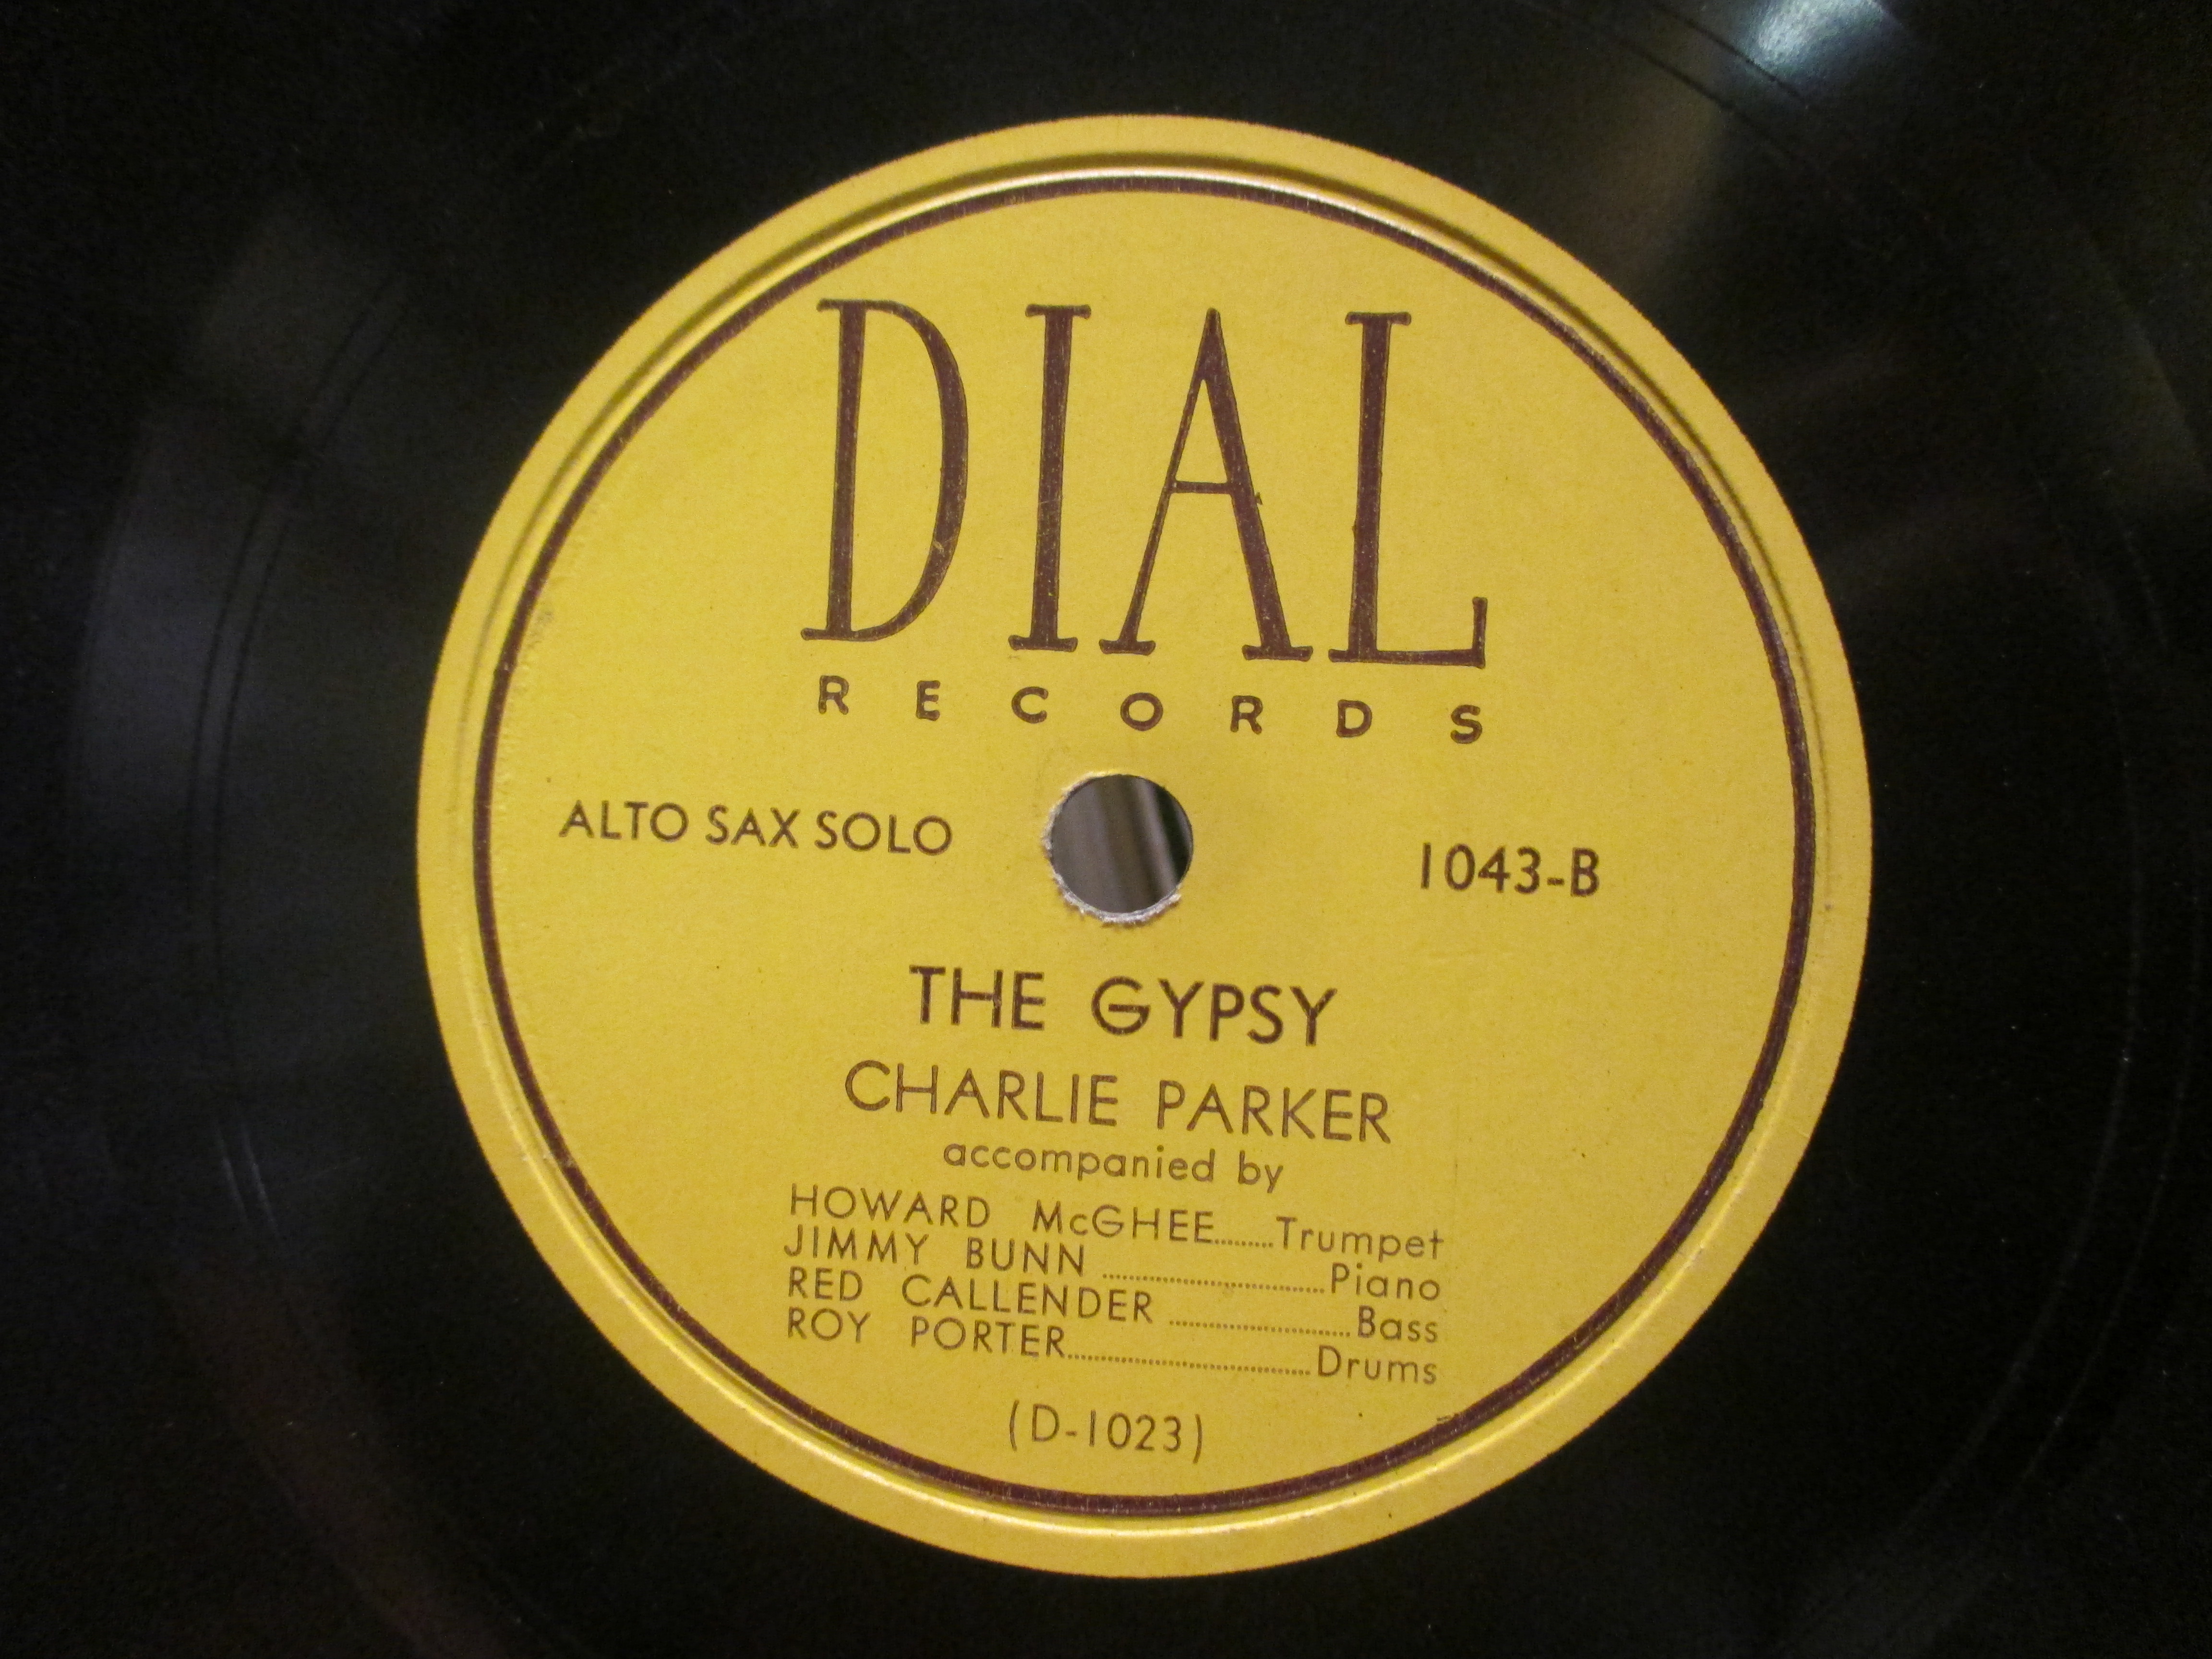 DIAL
RECORDS
ALTO SAX SOLO 1043-B
THE GYPSY
CHARLIE PARKER
accompanied by
HOWARD McGHEE.........Trumpet
JIMMY BUNN ..............................Piano
RED CALLENDER .........................Bass
ROY PORTER.................................Drums
(D-1023)